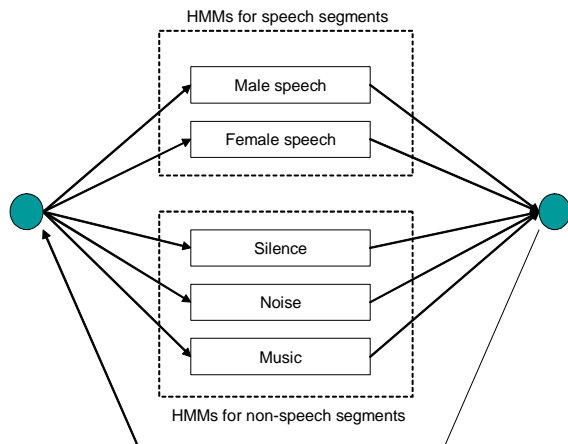 HMMs for speech segments
Male speech
Female speech
Silence
Noise
Music
HMMs for non-speech segments